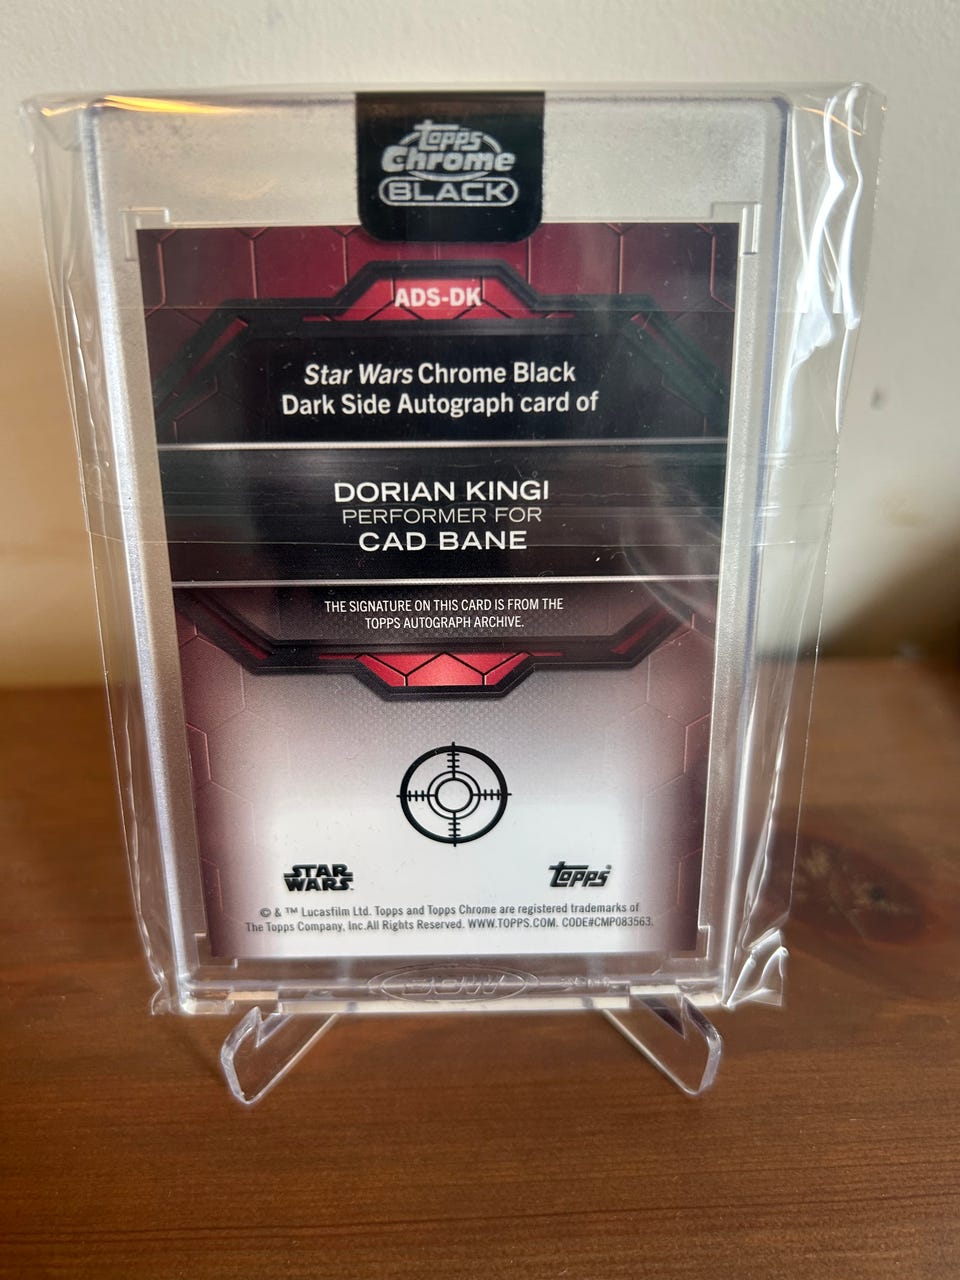 Topps
Chrome
BLACK
ADS-DK
Star Wars Chrome Black
Dark Side Autograph card of
DORIAN KINGI
PERFORMER FOR
CAD BANE
THE SIGNATURE ON THIS CARD IS FROM THE
TOPPS AUTOGRAPH ARCHIVE.
STAR
WARS
Topps
© & ™ Lucasfilm Ltd. Topps and Topps Chrome are registered trademarks of
The Topps Company, Inc.All Rights Reserved. WWW.TOPPS.COM. CODE#CMP083563.